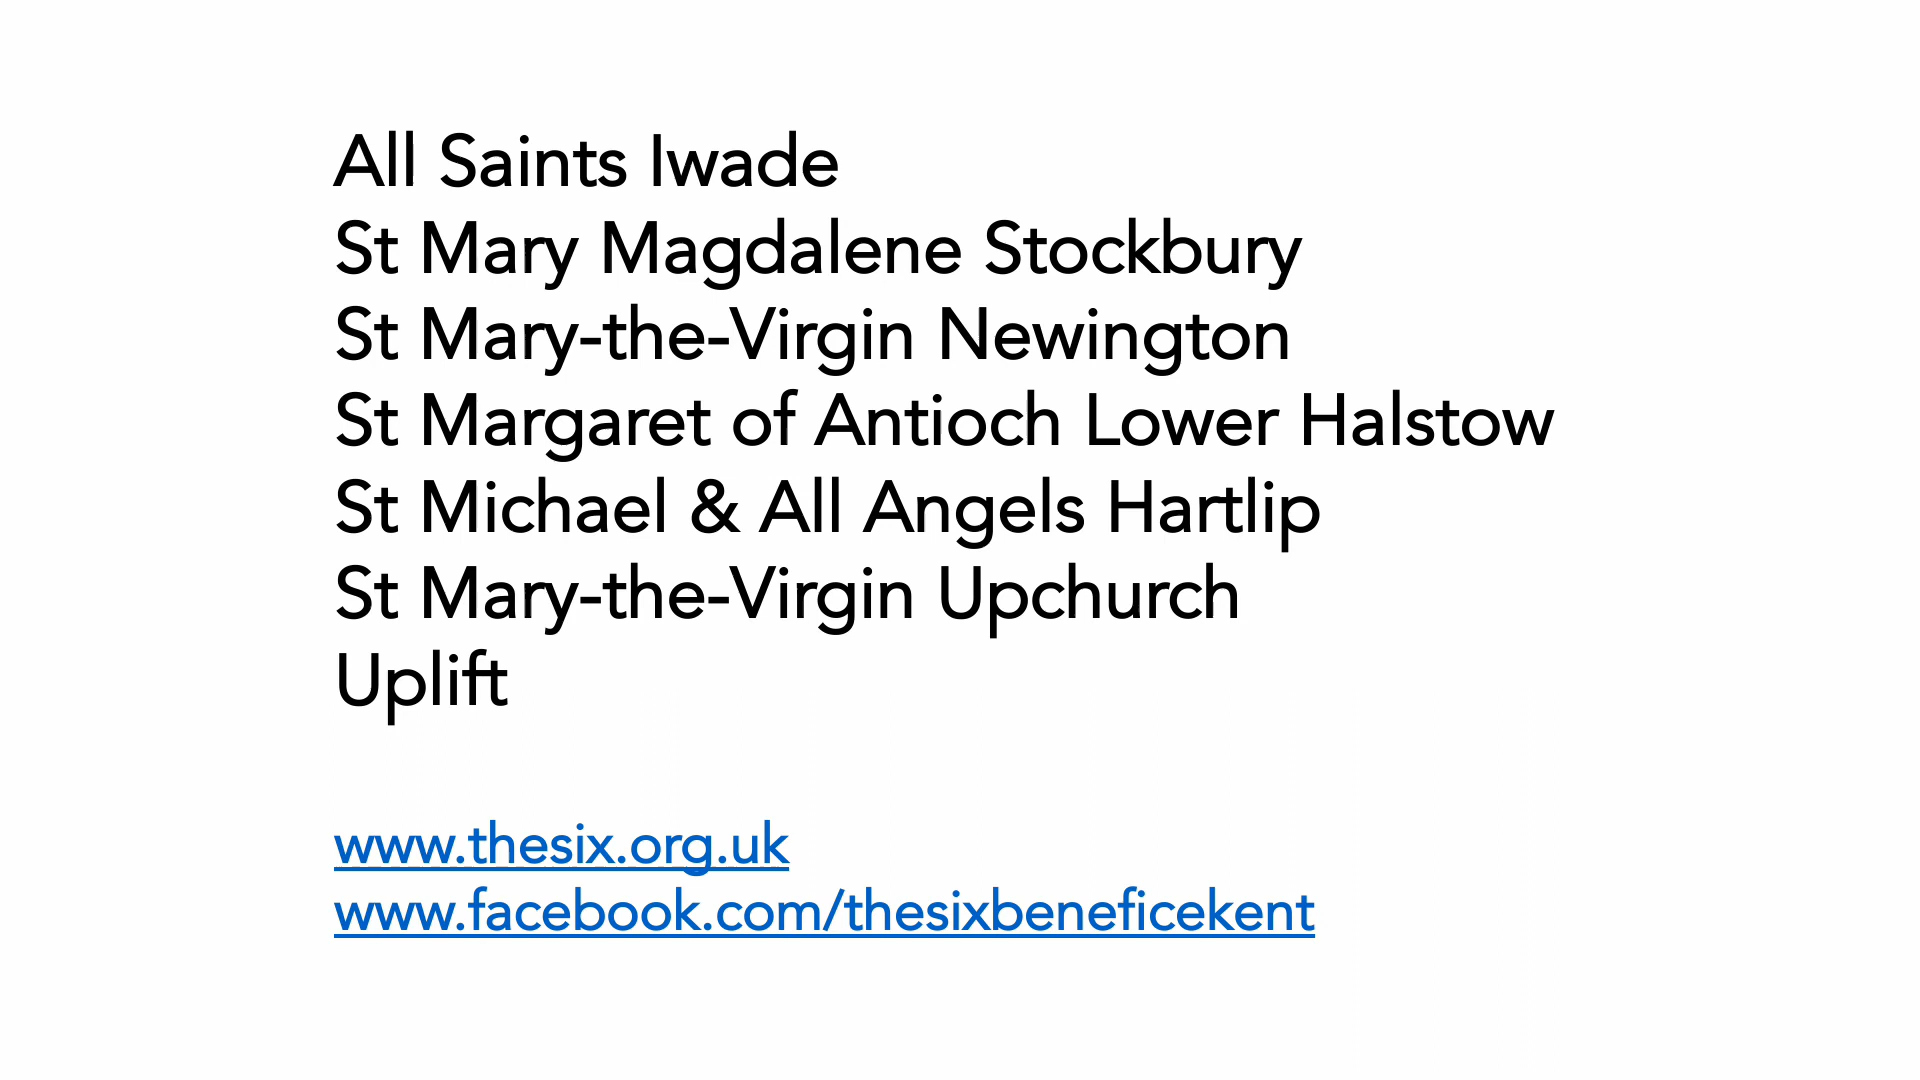 All Saints Iwade
St Mary Magdalene Stockbury
St Mary-the-Virgin Newington
St Margaret of Antioch Lower Halstow
St Michael & All Angels Hartlip
St Mary-the-Virgin Upchurch
Uplift
www.thesix.org.uk
www.facebook.com/thesixbeneficekent